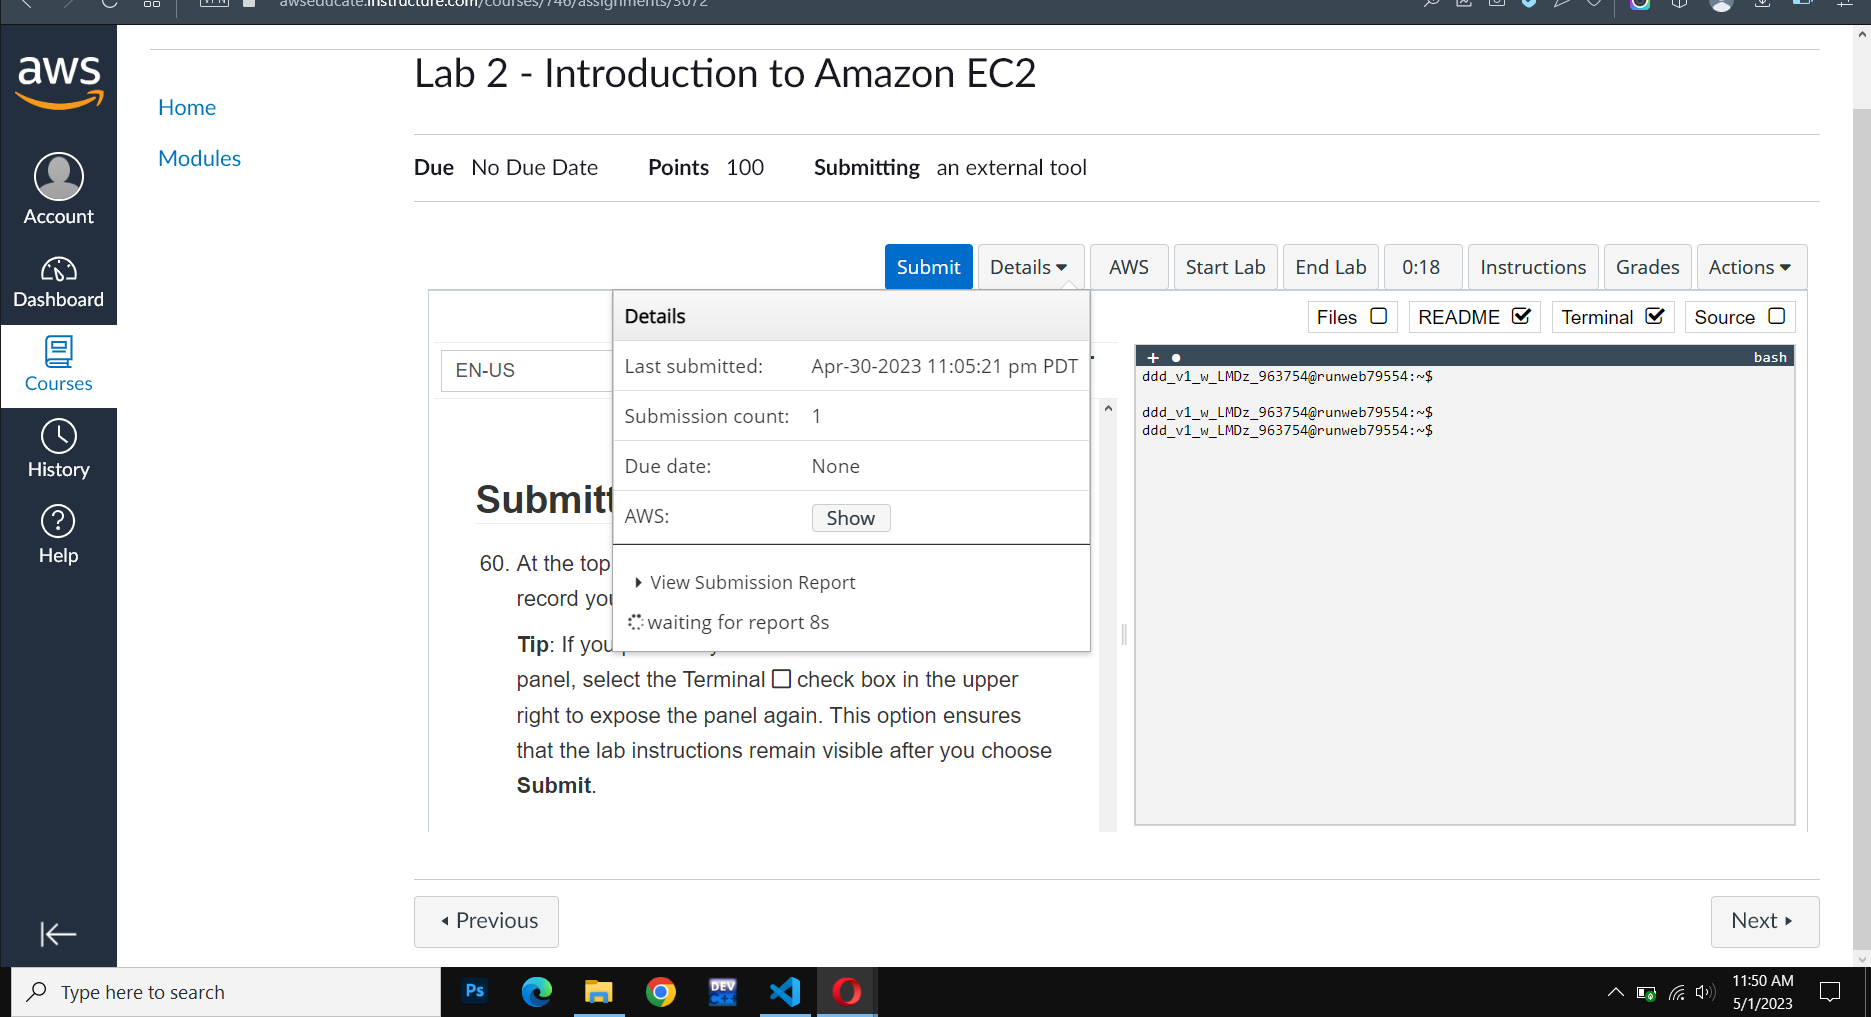 awseducate.instructure.com/courses/746/assignments/3072
aws
Account
Dashboard
Courses
History
Help
Home
Modules
Lab 2 - Introduction to Amazon EC2
Due No Due Date Points 100 Submitting an external tool
Submit Details AWS Start Lab End Lab 0:18 Instructions Grades Actions
Files README Terminal Source
EN-US
Details
Last submitted: Apr-30-2023 11:05:21 pm PDT
Submission count: 1
Due date: None
AWS: Show
View Submission Report
waiting for report 8s
Submitt
60. At the top
record you
Tip: If you
panel, select the Terminal check box in the upper
right to expose the panel again. This option ensures
that the lab instructions remain visible after you choose
Submit.
+ bash
ddd_v1_w_LMDz_963754@runweb79554:~$
ddd_v1_w_LMDz_963754@runweb79554:~$
ddd_v1_w_LMDz_963754@runweb79554:~$
Previous
Next
Type here to search
Ps
DEV
C++
11:50 AM
5/1/2023